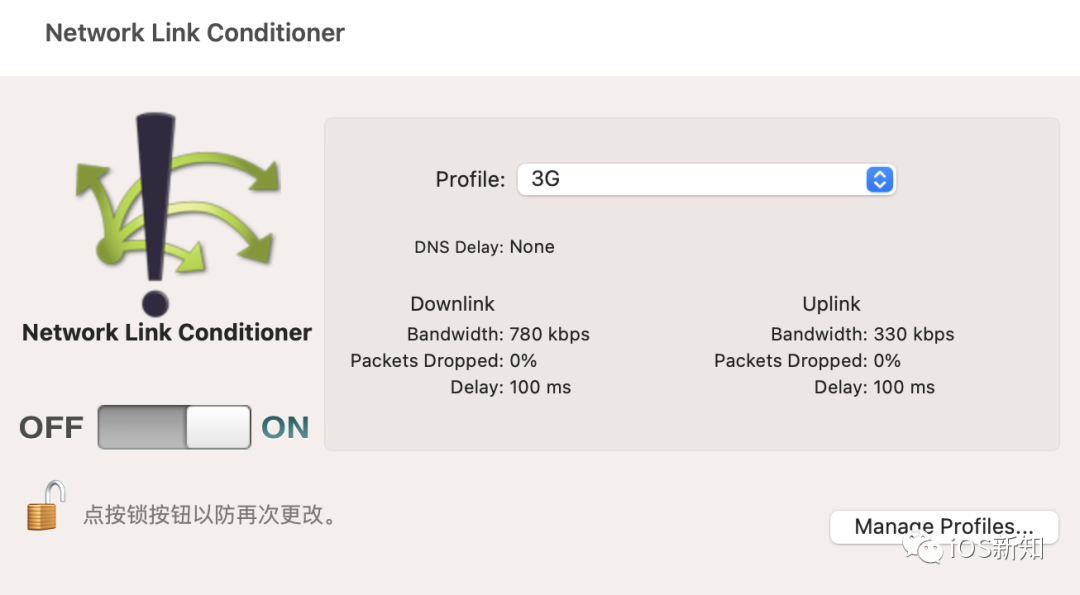 Network Link Conditioner
Profile: 3G
DNS Delay: None
Downlink
Bandwidth: 780 kbps
Packets Dropped: 0%
Delay: 100 ms
Uplink
Bandwidth: 330 kbps
Packets Dropped: 0%
Delay: 100 ms
Network Link Conditioner
OFF ON
点按锁按钮以防再次更改。
Manage Profiles...
iOS新知